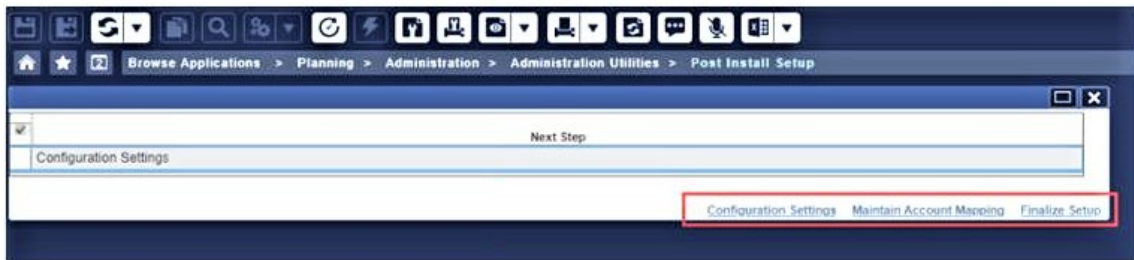 2 Browse Applications > Planning > Administration > Administration Utilities > Post Install Setup
Next Step
Configuration Settings
Configuration Settings Maintain Account Mapping Finalize Setup